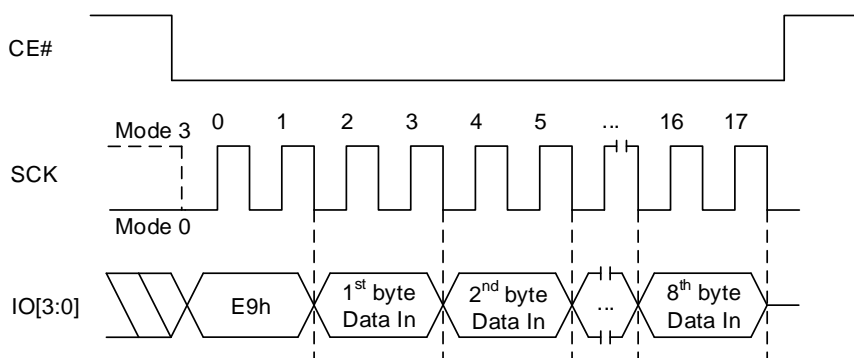 CE#
Mode 3 0 1 2 3 4 5 ... 16 17
SCK
Mode 0
IO[3:0] E9h 1st byte Data In 2nd byte Data In ... 8th byte Data In